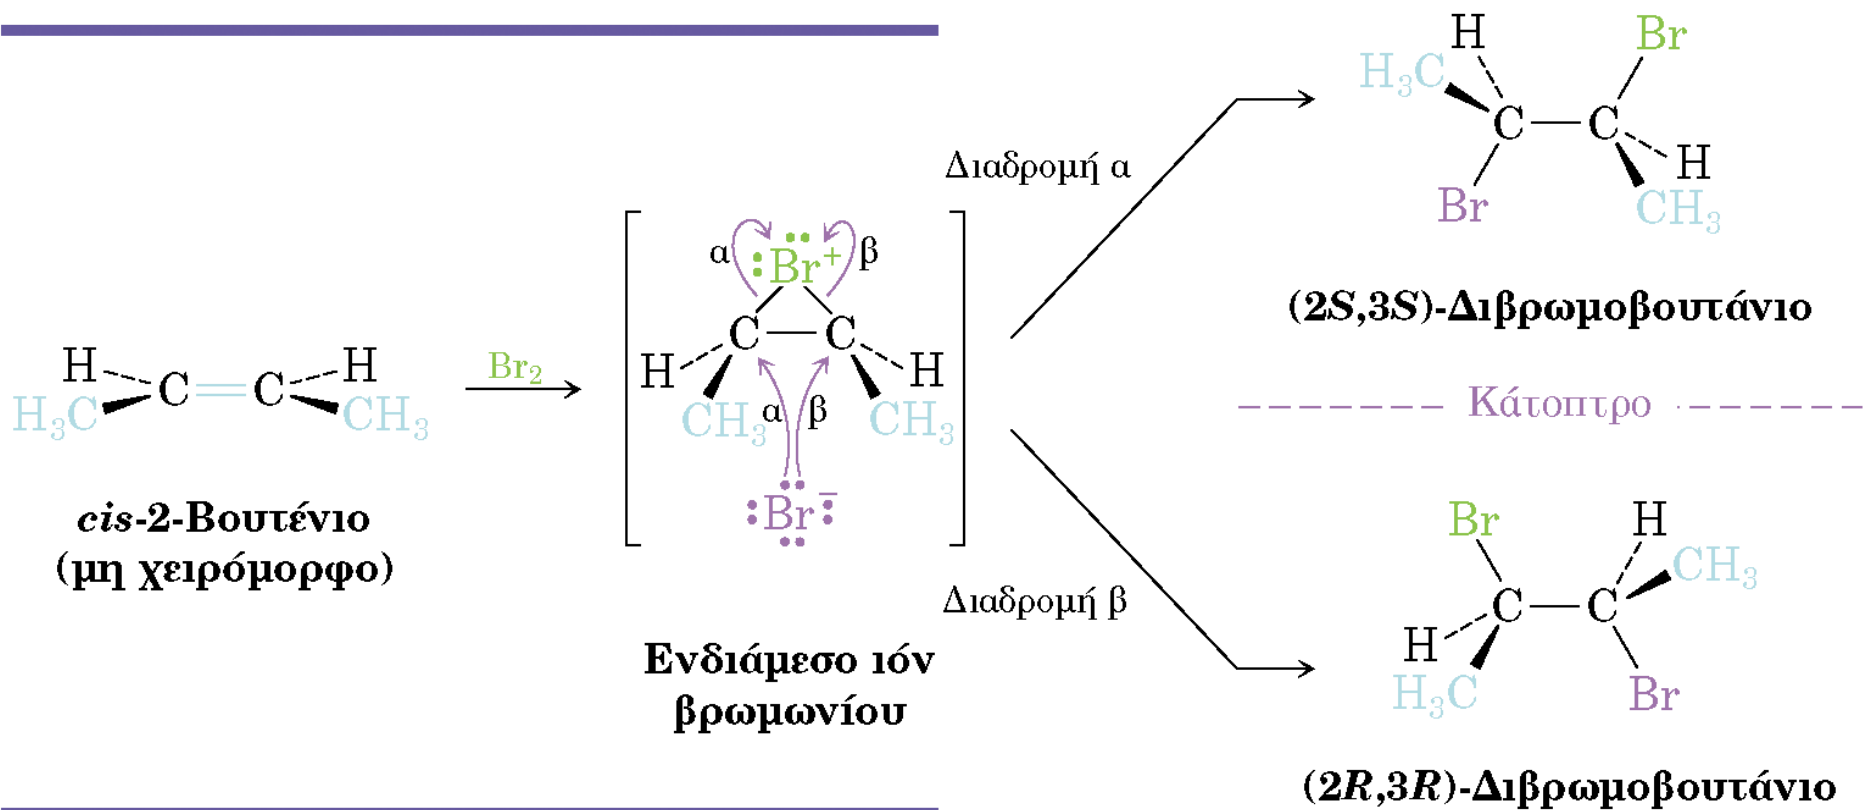 H
H₃C
C
C
H
CH₃
cis-2-Βουτένιο
(μη χειρόμορφο)
Br₂
α
:Br⁺
β
C
C
H
H
CH₃
α
β
CH₃
:Br:⁻
Ενδιάμεσο ιόν
βρωμωνίου
Διαδρομή α
Διαδρομή β
H
Br
H₃C
C
C
H
Br
CH₃
(2S,3S)-Διβρωμοβουτάνιο
Κάτοπτρο
Br
H
CH₃
C
C
H
H₃C
Br
(2R,3R)-Διβρωμοβουτάνιο